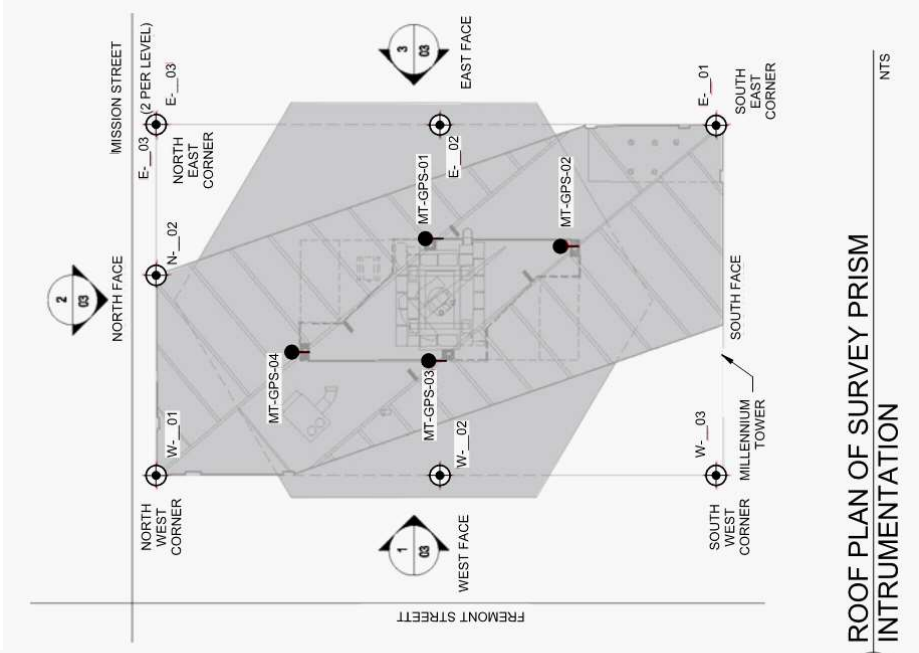 MISSION STREET
(2 PER LEVEL)
E-__03
E-__03
NORTH
EAST
CORNER
3
03
EAST FACE
E-__01
SOUTH
EAST
CORNER
N-__02
E-__02
MT-GPS-01
MT-GPS-02
2
03
NORTH FACE
MT-GPS-04
MT-GPS-03
SOUTH FACE
W-__01
W-__02
W-__03
MILLENNIUM
TOWER
NORTH
WEST
CORNER
1
03
WEST FACE
SOUTH
WEST
CORNER
FREMONT STREETT
ROOF PLAN OF SURVEY PRISM
INTRUMENTATION
NTS